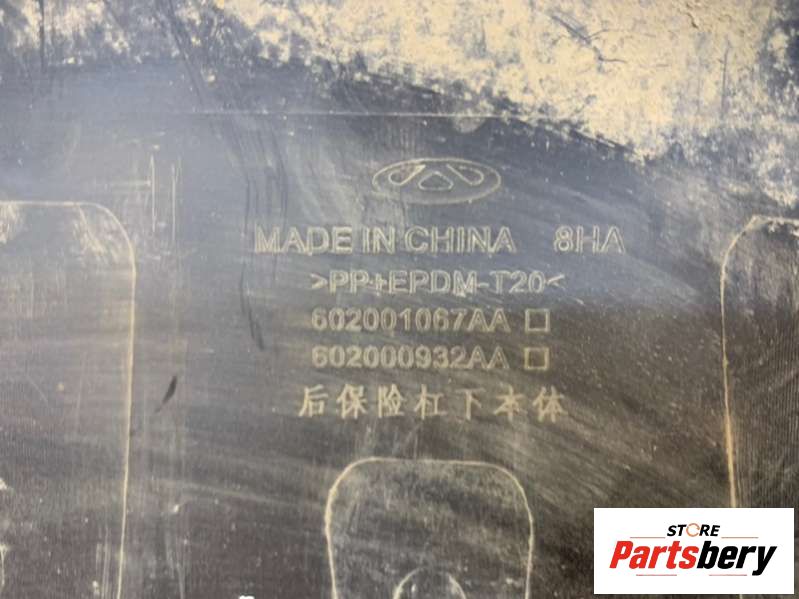 MADE IN CHINA 8HA
>PP+EPDM-T20<
602001067AA □
602000932AA □
后保险杠下本体
STORE
Partsbery